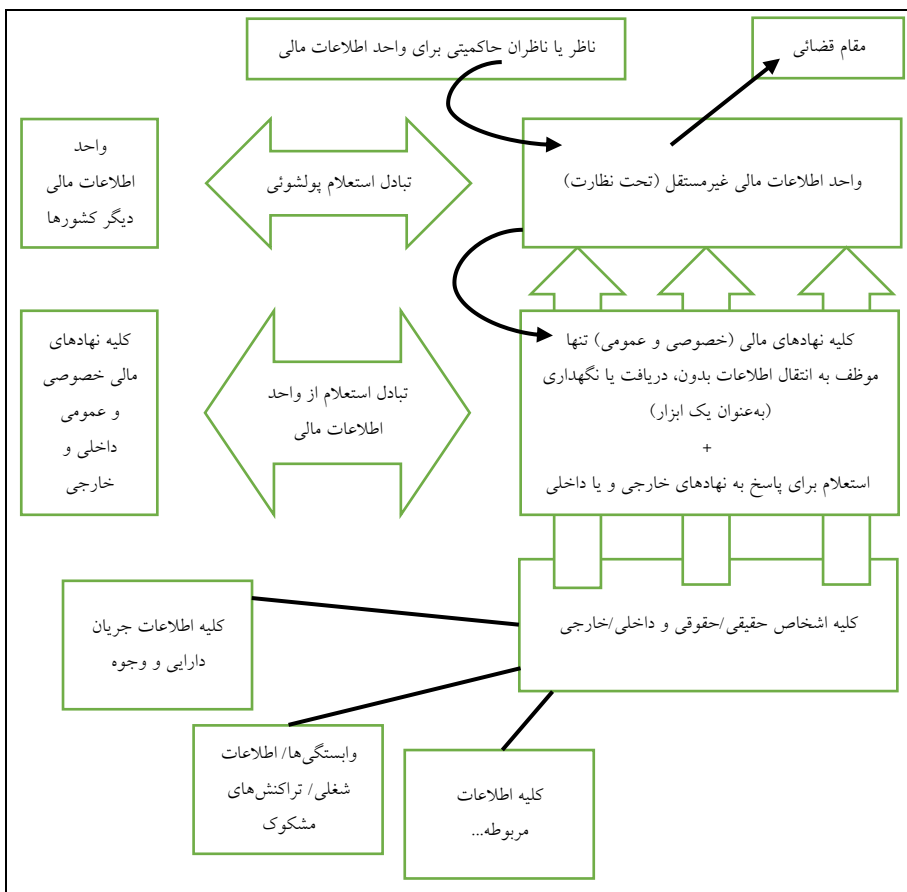 ناظر یا ناظران حاکمیتی برای واحد اطلاعات مالی
مقام قضائی
واحد
اطلاعات مالی
دیگر کشورها
تبادل استعلام پولشوئی
واحد اطلاعات مالی غیرمستقل (تحت نظارت)
کلیه نهادهای
مالی خصوصی
و عمومی
داخلی و
خارجی
تبادل استعلام از واحد
اطلاعات مالی
کلیه نهادهای مالی (خصوصی و عمومی) تنها
موظف به انتقال اطلاعات بدون، دریافت یا نگهداری
(به‌عنوان یک ابزار)
+
استعلام برای پاسخ به نهادهای خارجی و یا داخلی
کلیه اشخاص حقیقی/حقوقی و داخلی/خارجی
کلیه اطلاعات جریان
دارایی و وجوه
وابستگی‌ها/ اطلاعات
شغلی/ تراکنش‌های
مشکوک
کلیه اطلاعات
مربوطه...